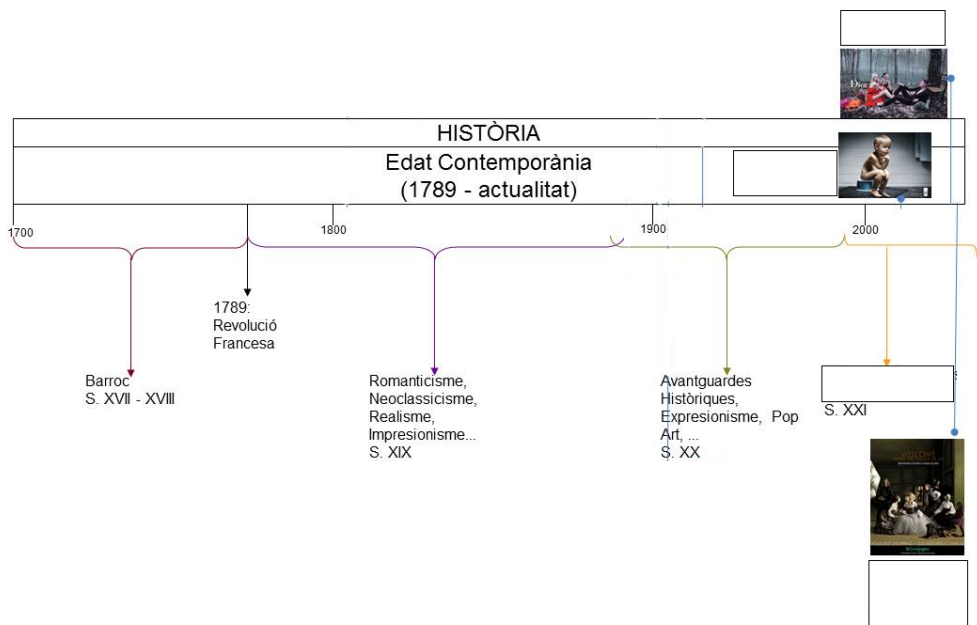 HISTÒRIA
Edat Contemporània
(1789 - actualitat)
1700
1800
1900
2000
1789:
Revolució
Francesa
Barroc
S. XVII - XVIII
Romanticisme,
Neoclassicisme,
Realisme,
Impresionisme...
S. XIX
Avantguardes
Històriques,
Expresionisme, Pop
Art, ...
S. XX
S. XXI
WELCOME